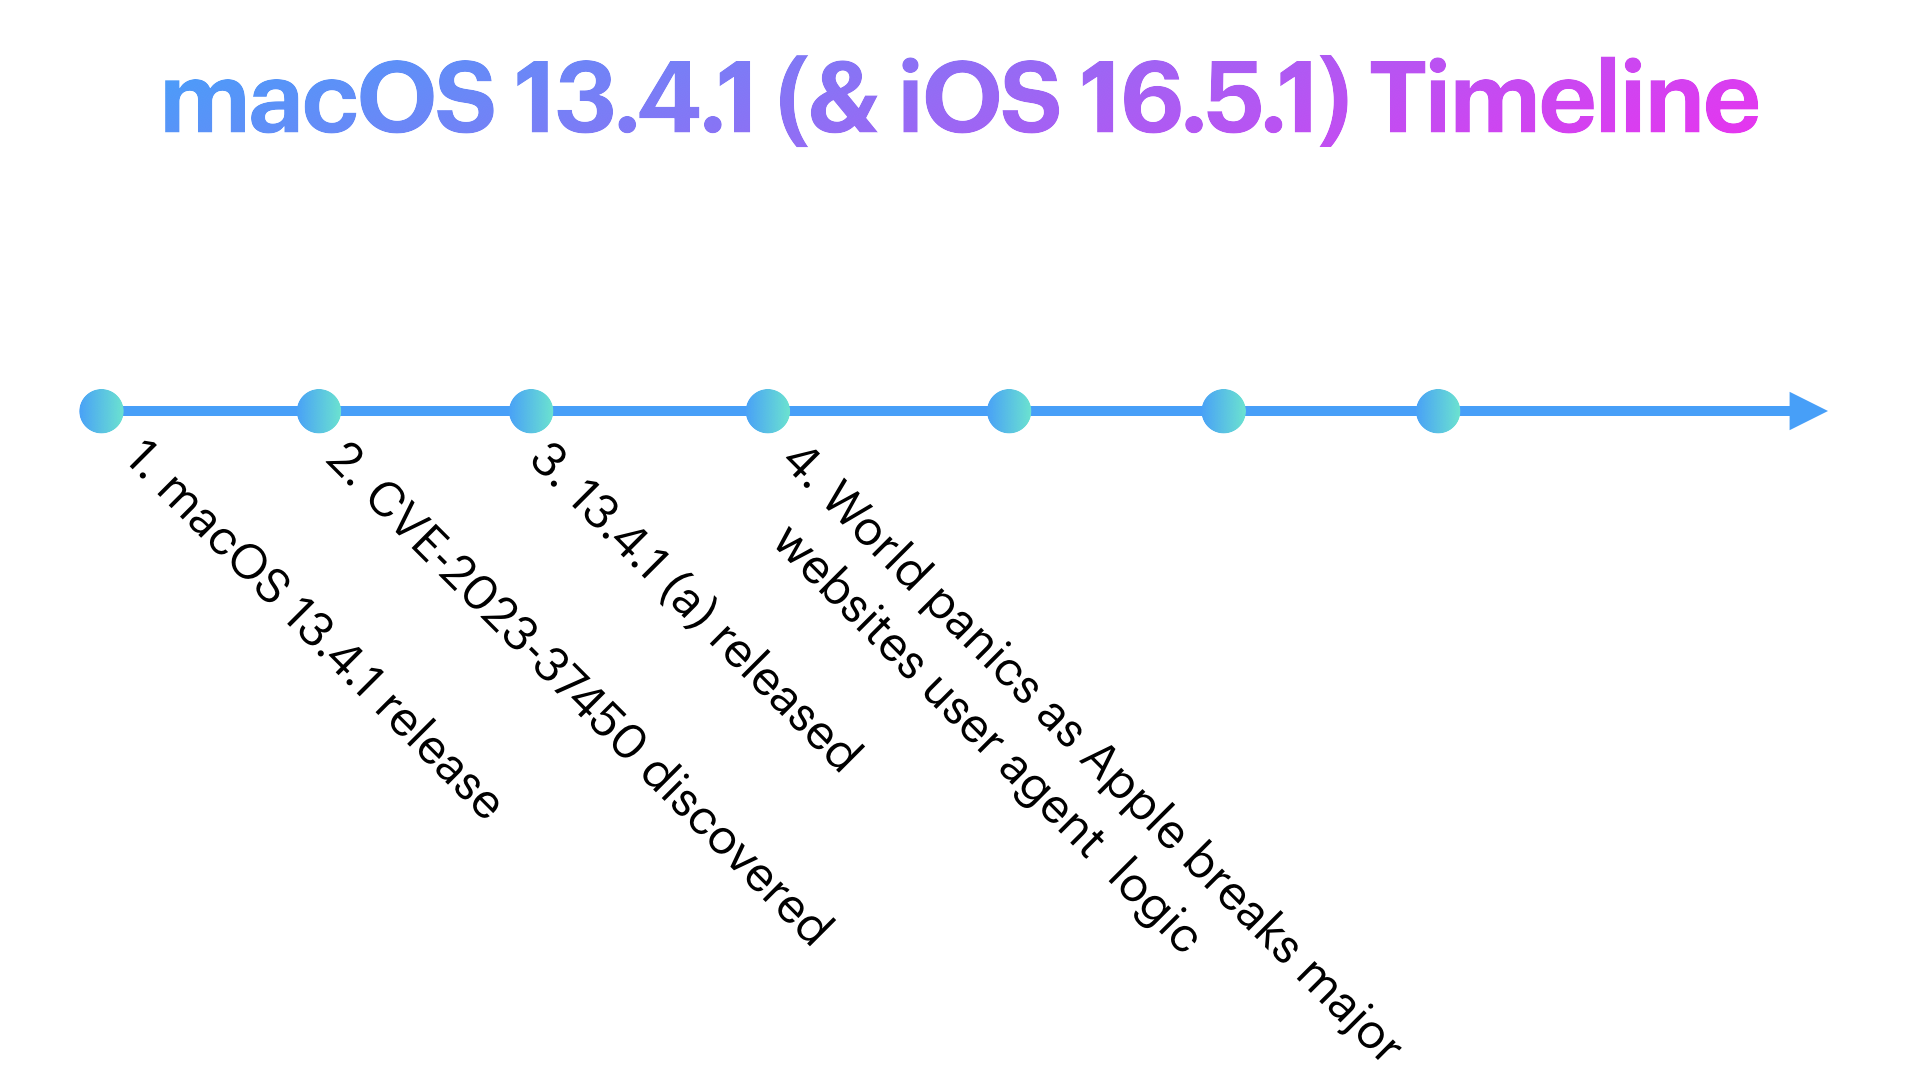 macOS 13.4.1 (& iOS 16.5.1) Timeline
1. macOS 13.4.1 release
2. CVE-2023-37450 discovered
3. 13.4.1 (a) released
4. World panics as Apple breaks major
websites user agent  logic